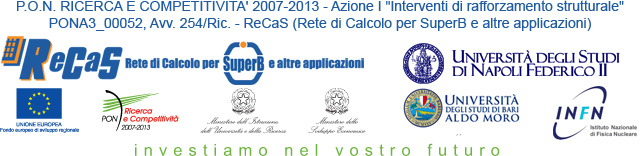 P.O.N. RICERCA E COMPETITIVITA' 2007-2013 - Azione I "Interventi di rafforzamento strutturale"
PONA3_00052, Avv. 254/Ric. - ReCaS (Rete di Calcolo per SuperB e altre applicazioni)
ReCaS Rete di Calcolo per SuperB e altre applicazioni
UNIVERSITÀ DEGLI STUDI
DI NAPOLI FEDERICO II
UNIONE EUROPEA
Fondo europeo di sviluppo regionale
PON Ricerca
e Competitività
2007-2013
Ministero dell'Istruzione,
dell'Università e della Ricerca
Ministero dello
Sviluppo Economico
UNIVERSITÀ
DEGLI STUDI DI BARI
ALDO MORO
INFN
Istituto Nazionale
di Fisica Nucleare
investiamo nel vostro futuro